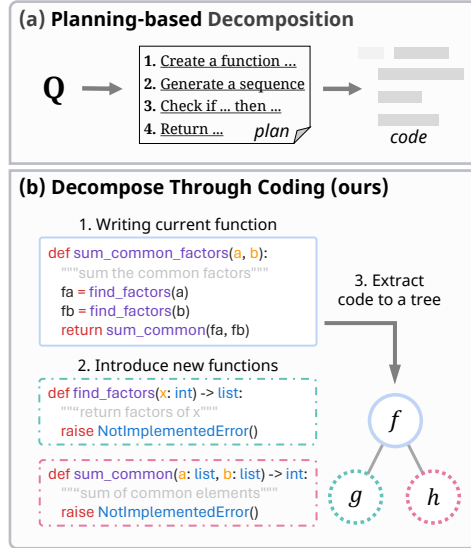 (a) Planning-based Decomposition
Q
1. Create a function ...
2. Generate a sequence
3. Check if ... then ...
4. Return ...
plan
code
(b) Decompose Through Coding (ours)
1. Writing current function
def sum_common_factors(a, b):
"""sum the common factors"""
fa = find_factors(a)
fb = find_factors(b)
return sum_common(fa, fb)
3. Extract
code to a tree
2. Introduce new functions
def find_factors(x: int) -> list:
"""return factors of x"""
raise NotImplementedError()
def sum_common(a: list, b: list) -> int:
"""sum of common elements"""
raise NotImplementedError()
f
g
h